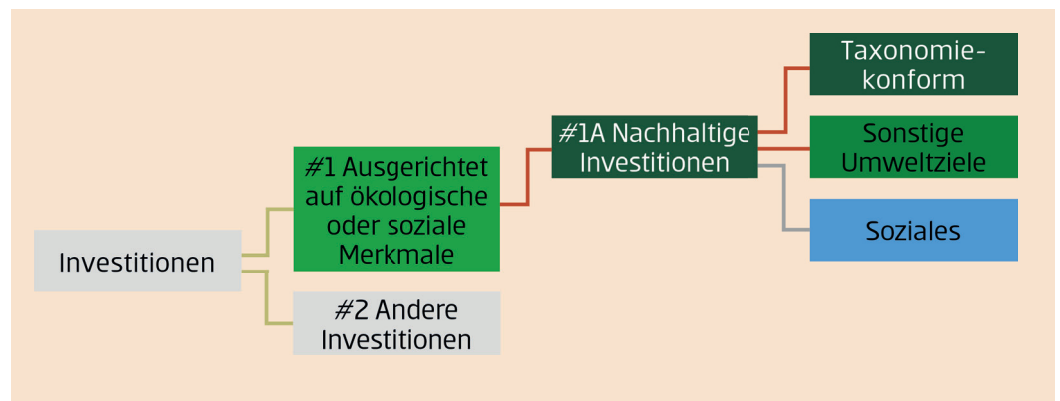 Investitionen
#1 Ausgerichtet
auf ökologische
oder soziale
Merkmale
#2 Andere
Investitionen
#1A Nachhaltige
Investitionen
Taxonomie-
konform
Sonstige
Umweltziele
Soziales